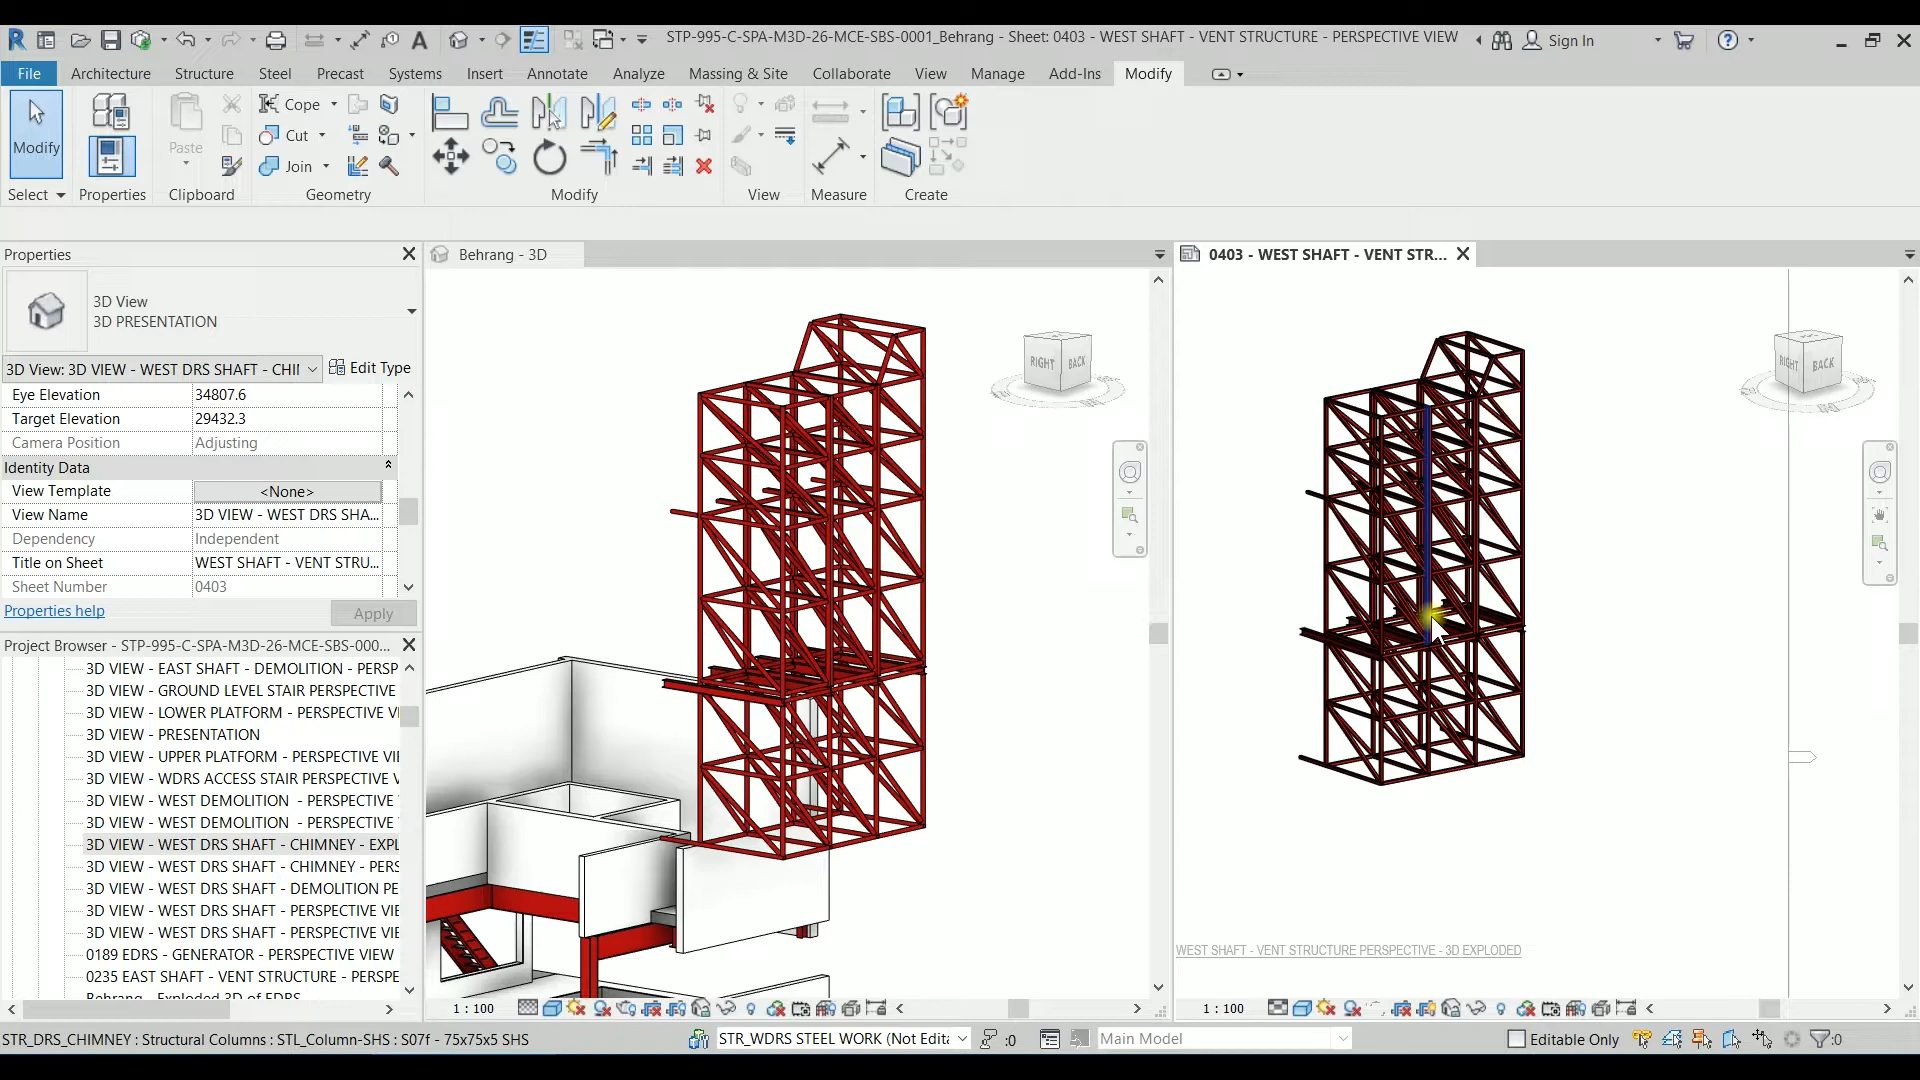 STP-995-C-SPA-M3D-26-MCE-SBS-0001_Behrang - Sheet: 0403 - WEST SHAFT - VENT STRUCTURE - PERSPECTIVE VIEW
Sign In
File Architecture Structure Steel Precast Systems Insert Annotate Analyze Massing & Site Collaborate View Manage Add-Ins Modify
Modify
Paste
Cope
Cut
Join
Select Properties Clipboard Geometry Modify View Measure Create
Properties
3D View
3D PRESENTATION
3D View: 3D VIEW - WEST DRS SHAFT - CHI
Edit Type
Eye Elevation 34807.6
Target Elevation 29432.3
Camera Position Adjusting
Identity Data
View Template <None>
View Name 3D VIEW - WEST DRS SHA...
Dependency Independent
Title on Sheet WEST SHAFT - VENT STRU...
Sheet Number 0403
Properties help
Apply
Project Browser - STP-995-C-SPA-M3D-26-MCE-SBS-000...
3D VIEW - EAST SHAFT - DEMOLITION - PERSP
3D VIEW - GROUND LEVEL STAIR PERSPECTIVE
3D VIEW - LOWER PLATFORM - PERSPECTIVE VI
3D VIEW - PRESENTATION
3D VIEW - UPPER PLATFORM - PERSPECTIVE VIE
3D VIEW - WDRS ACCESS STAIR PERSPECTIVE V
3D VIEW - WEST DEMOLITION - PERSPECTIVE
3D VIEW - WEST DEMOLITION - PERSPECTIVE
3D VIEW - WEST DRS SHAFT - CHIMNEY - EXPL
3D VIEW - WEST DRS SHAFT - CHIMNEY - PERS
3D VIEW - WEST DRS SHAFT - DEMOLITION PE
3D VIEW - WEST DRS SHAFT - PERSPECTIVE VIE
3D VIEW - WEST DRS SHAFT - PERSPECTIVE VIE
0189 EDRS - GENERATOR - PERSPECTIVE VIEW
0235 EAST SHAFT - VENT STRUCTURE - PERSPE
Behrang - Exploded 3D of EDRS
Behrang - 3D
RIGHT BACK
1 : 100
0403 - WEST SHAFT - VENT STR...
RIGHT BACK
WEST SHAFT - VENT STRUCTURE PERSPECTIVE - 3D EXPLODED
1 : 100
STR_DRS_CHIMNEY : Structural Columns : STL_Column-SHS : S07f - 75x75x5 SHS
STR_WDRS STEEL WORK (Not Edita
:0
Main Model
Editable Only
:0